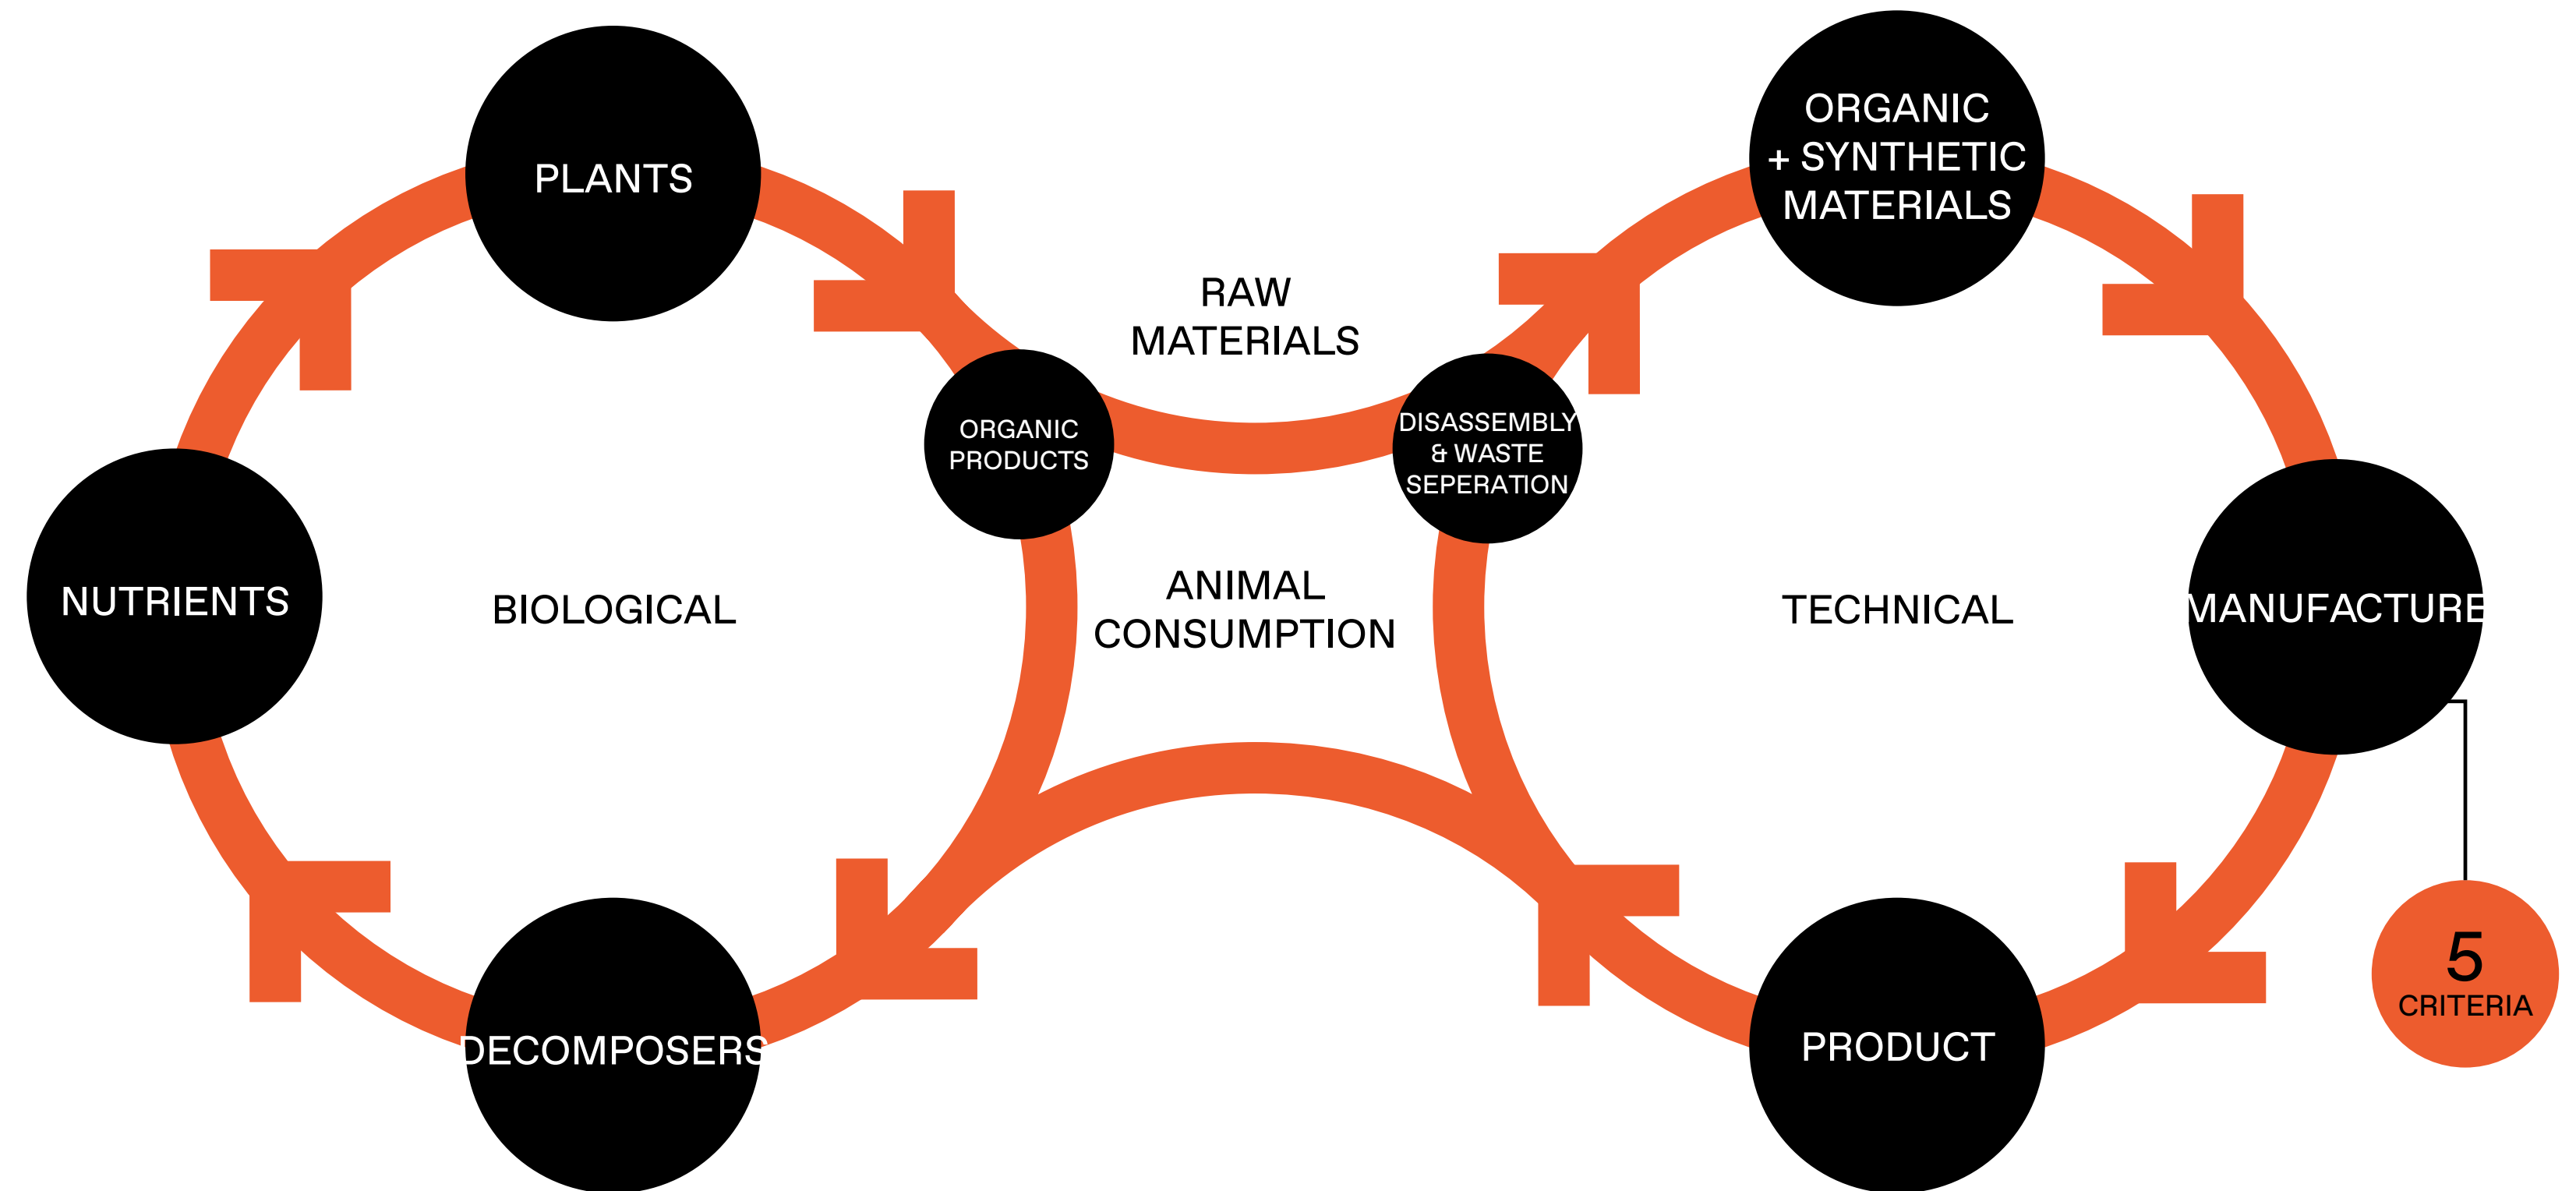 PLANTS
ORGANIC
+ SYNTHETIC
MATERIALS
RAW
MATERIALS
ORGANIC
PRODUCTS
DISASSEMBLY
& WASTE
SEPERATION
NUTRIENTS
BIOLOGICAL
ANIMAL
CONSUMPTION
TECHNICAL
MANUFACTURE
DECOMPOSERS
PRODUCT
5
CRITERIA